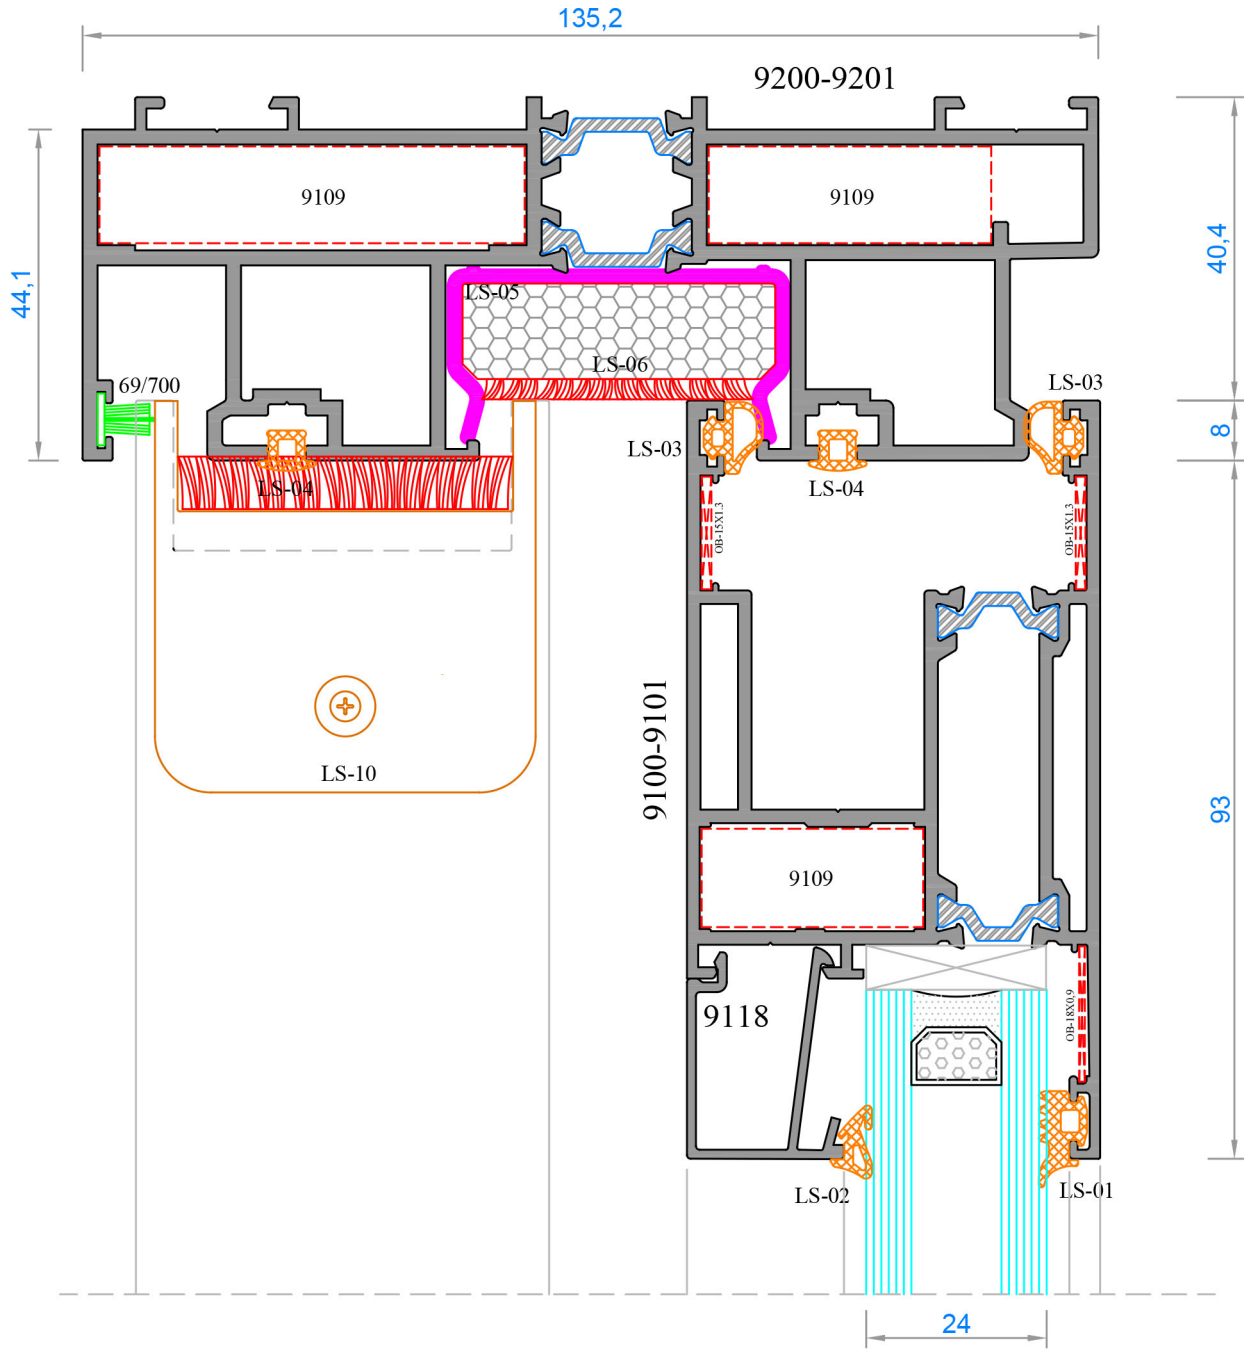 135,2
9200-9201
9109
9109
44,1
40,4
LS-05
LS-06
69/700
LS-03
LS-03
8
LS-04
LS-04
OB-15X1.3
OB-15X1.3
9100-9101
LS-10
93
9109
9118
OB-18X0,9
LS-02
LS-01
24